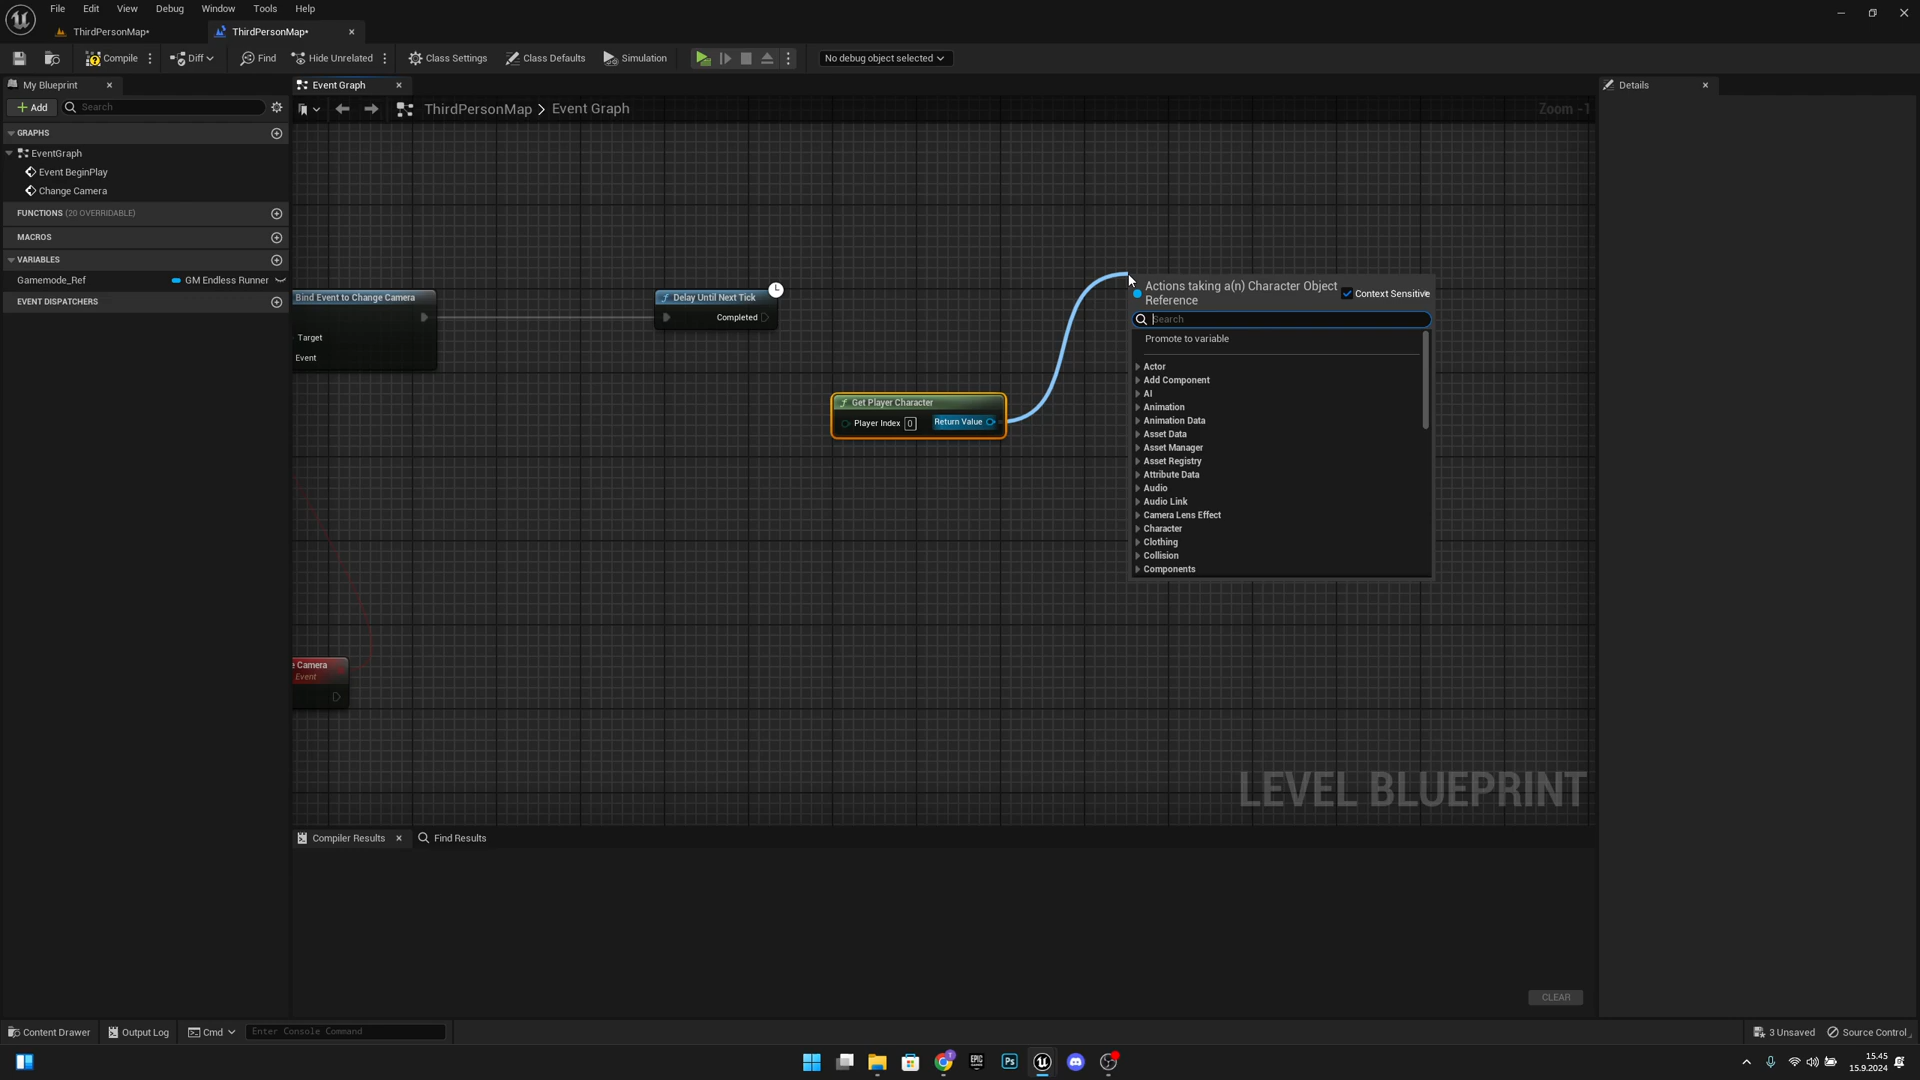 File Edit View Debug Window Tools Help
ThirdPersonMap•
ThirdPersonMap•
Compile
Diff
Find
Hide Unrelated
Class Settings
Class Defaults
Simulation
No debug object selected
My Blueprint
Event Graph
Details
Add
Search
ThirdPersonMap > Event Graph
Zoom -1
GRAPHS
EventGraph
Event BeginPlay
Change Camera
FUNCTIONS (20 OVERRIDABLE)
MACROS
VARIABLES
Gamemode_Ref
GM Endless Runner
EVENT DISPATCHERS
Bind Event to Change Camera
Target
Event
Delay Until Next Tick
Completed
Get Player Character
Player Index 0
Return Value
e Camera
Event
Actions taking a(n) Character Object
Reference
Context Sensitive
Search
Promote to variable
Actor
Add Component
AI
Animation
Animation Data
Asset Data
Asset Manager
Asset Registry
Attribute Data
Audio
Audio Link
Camera Lens Effect
Character
Clothing
Collision
Components
LEVEL BLUEPRINT
Compiler Results
Find Results
CLEAR
Content Drawer
Output Log
Cmd
Enter Console Command
3 Unsaved
Source Control
Ps
EPIC
15.45
15.9.2024